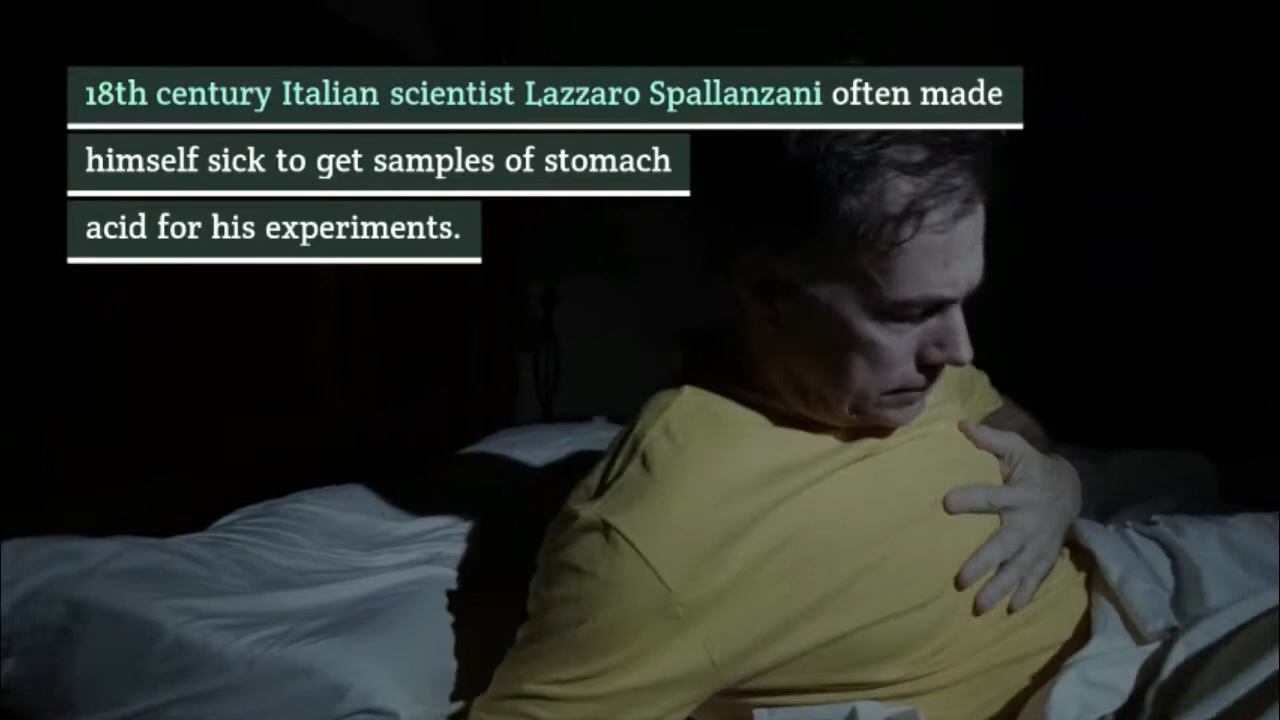 18th century Italian scientist Lazzaro Spallanzani often made
himself sick to get samples of stomach
acid for his experiments.